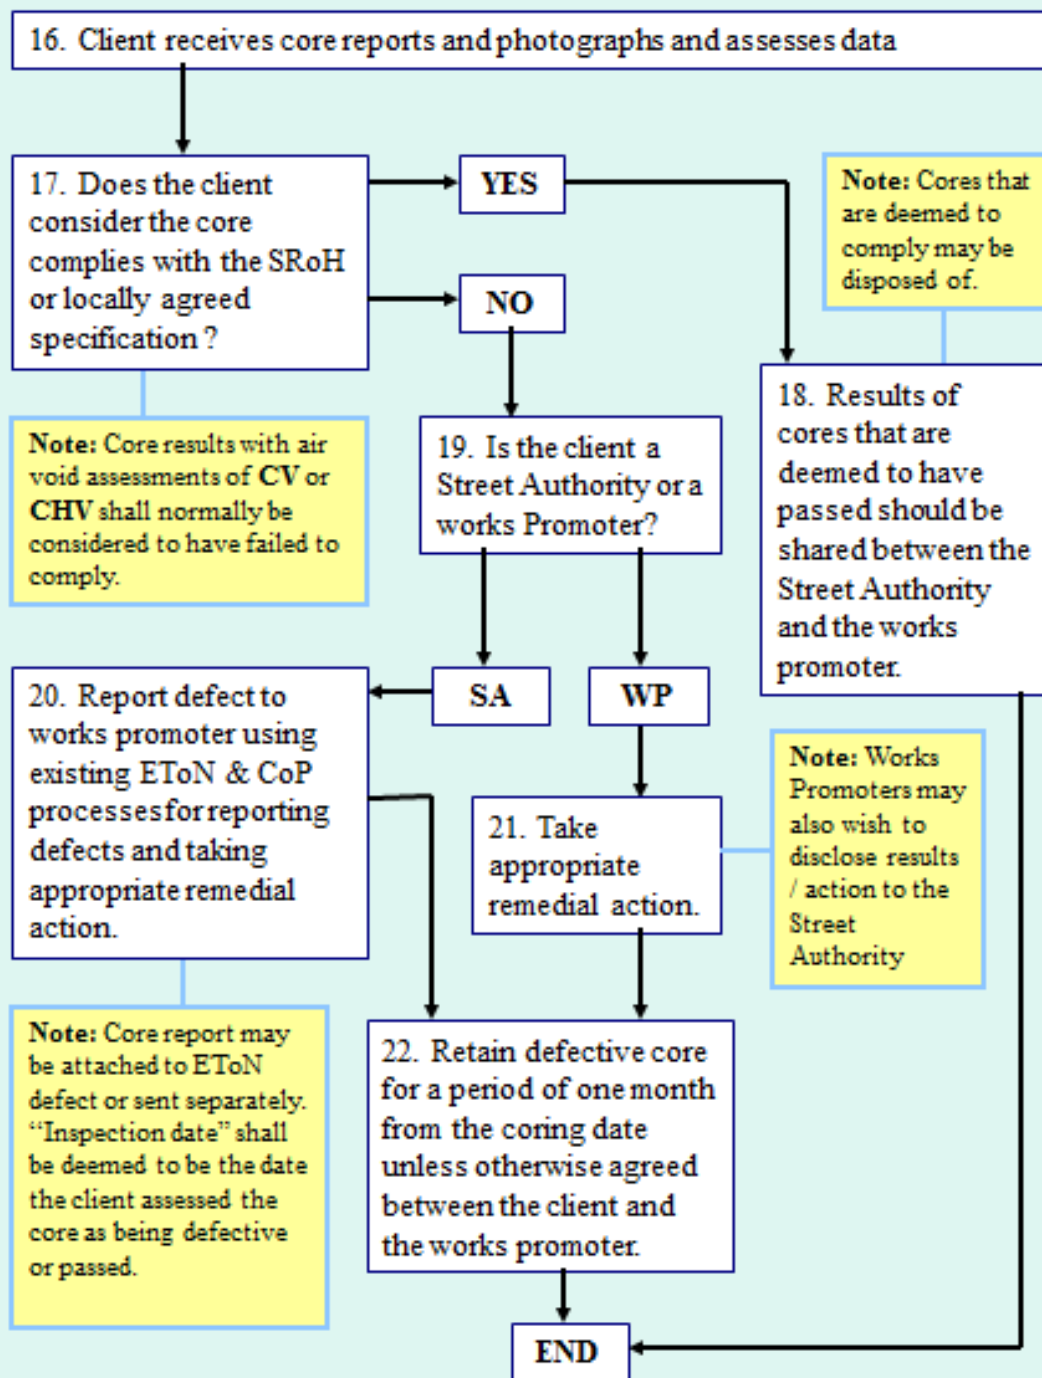 16. Client receives core reports and photographs and assesses data
17. Does the client
consider the core
complies with the SRoH
or locally agreed
specification ?
YES
NO
Note: Cores that
are deemed to
comply may be
disposed of.
Note: Core results with air
void assessments of CV or
CHV shall normally be
considered to have failed to
comply.
19. Is the client a
Street Authority or a
works Promoter?
18. Results of
cores that are
deemed to have
passed should be
shared between the
Street Authority
and the works
promoter.
SA
WP
20. Report defect to
works promoter using
existing EToN & CoP
processes for reporting
defects and taking
appropriate remedial
action.
21. Take
appropriate
remedial action.
Note: Works
Promoters may
also wish to
disclose results
/ action to the
Street
Authority
Note: Core report may
be attached to EToN
defect or sent separately.
“Inspection date” shall
be deemed to be the date
the client assessed the
core as being defective
or passed.
22. Retain defective core
for a period of one month
from the coring date
unless otherwise agreed
between the client and
the works promoter.
END